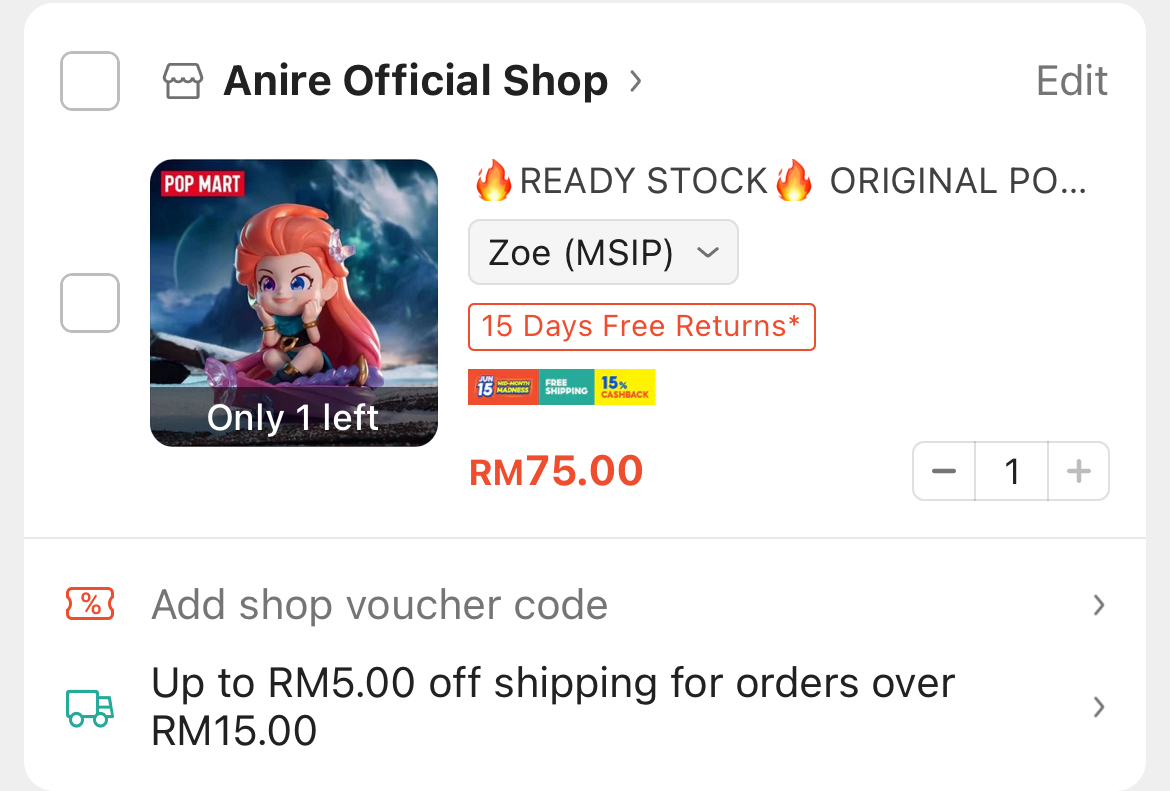 Anire Official Shop
Edit
POP MART
Only 1 left
🔥READY STOCK🔥 ORIGINAL PO...
Zoe (MSIP)
15 Days Free Returns*
JUN 15 MID-MONTH MADNESS
FREE SHIPPING
15% CASHBACK
RM75.00
1
Add shop voucher code
Up to RM5.00 off shipping for orders over
RM15.00